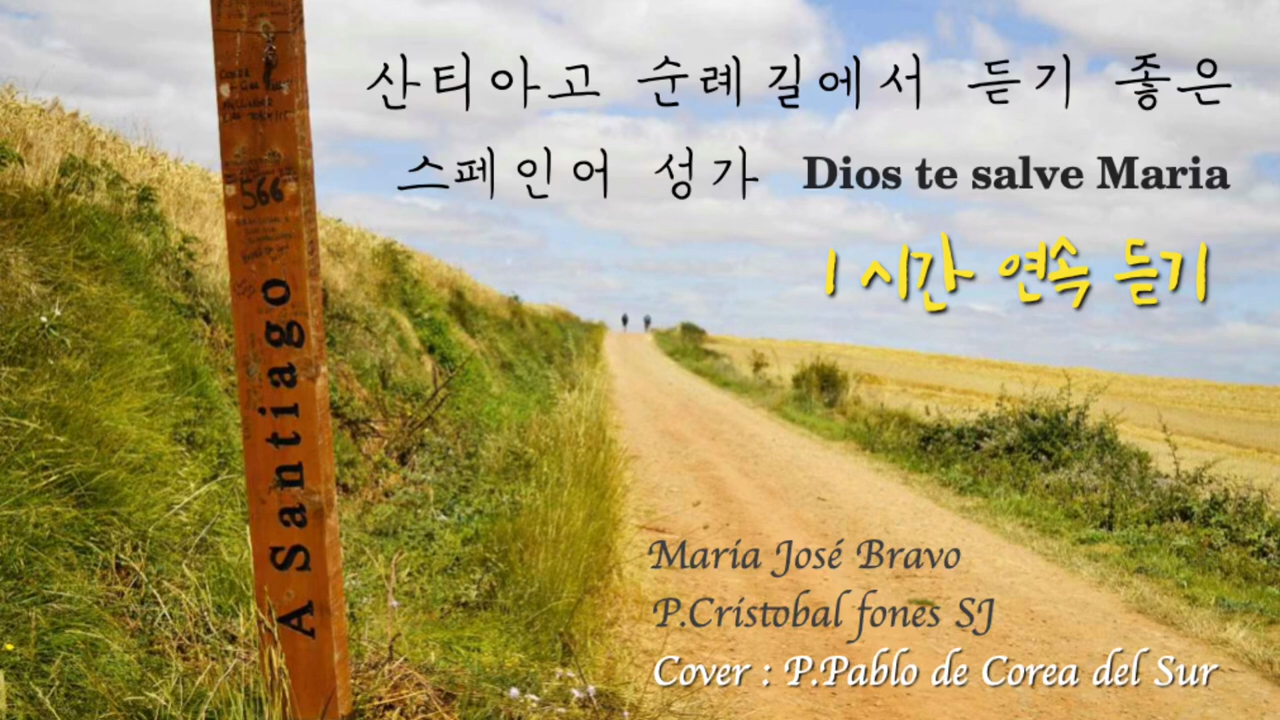 산티아고 순례길에서 듣기 좋은
스페인어 성가 Dios te salve Maria
1시간 연속 듣기
566
A Santiago
María José Bravo
P.Cristobal fones SJ
Cover : P.Pablo de Corea del Sur